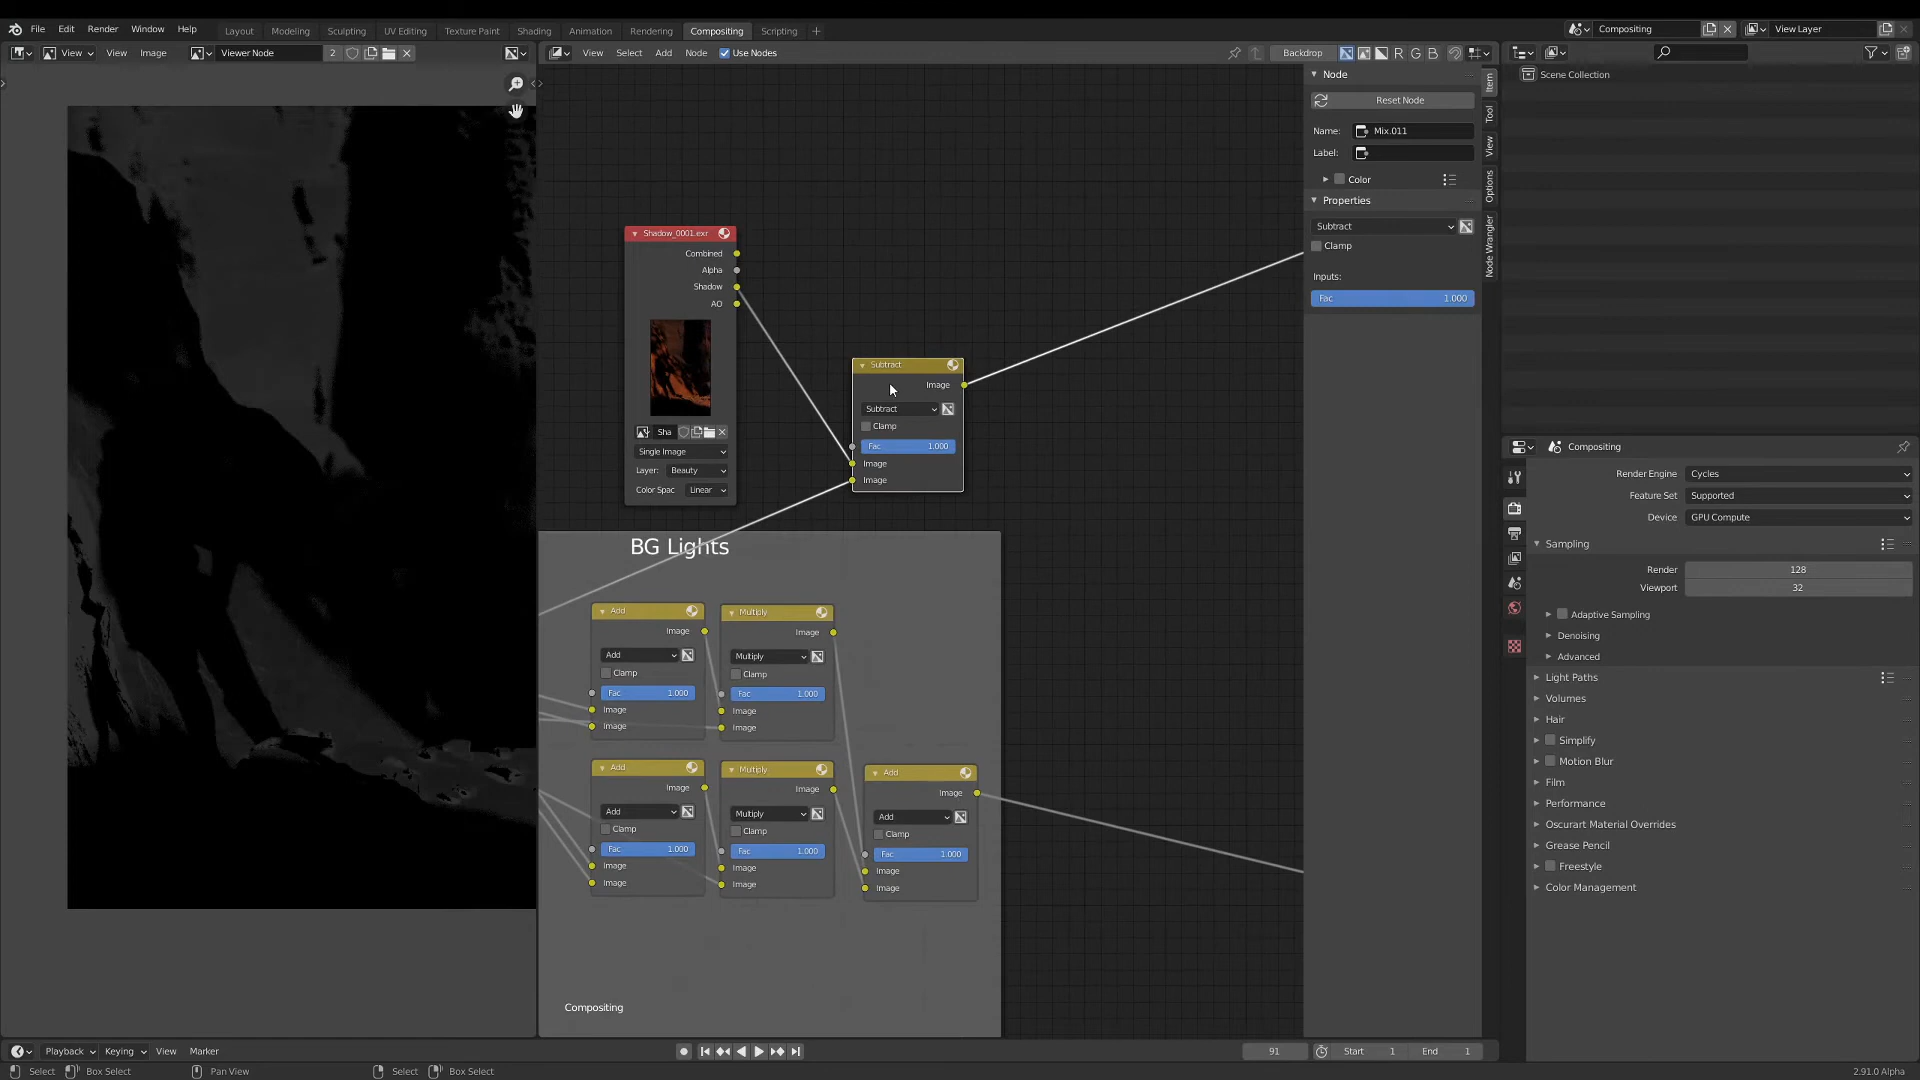 File Edit Render Window Help Layout Modeling Sculpting UV Editing Texture Paint Shading Animation Rendering Compositing Scripting + Compositing View Layer
View View Image Viewer Node 2 View Select Add Node Use Nodes Backdrop R G B
Node
Reset Node
Name: Mix.011
Label:
Color
Properties
Subtract
Clamp
Inputs:
Fac 1.000
Item
Tool
View
Options
Node Wrangler
Shadow_0001.exr
Combined
Alpha
Shadow
AO
Sha
Single Image
Layer: Beauty
Color Spac Linear
Subtract
Image
Subtract
Clamp
Fac 1.000
Image
Image
BG Lights
Add
Image
Add
Clamp
Fac 1.000
Image
Image
Multiply
Image
Multiply
Clamp
Fac 1.000
Image
Image
Add
Image
Add
Clamp
Fac 1.000
Image
Image
Multiply
Image
Multiply
Clamp
Fac 1.000
Image
Image
Add
Image
Add
Clamp
Fac 1.000
Image
Image
Compositing
Scene Collection
Compositing
Render Engine Cycles
Feature Set Supported
Device GPU Compute
Sampling
Render 128
Viewport 32
Adaptive Sampling
Denoising
Advanced
Light Paths
Volumes
Hair
Simplify
Motion Blur
Film
Performance
Oscurart Material Overrides
Grease Pencil
Freestyle
Color Management
Playback Keying View Marker 91 Start 1 End 1
Select Box Select Pan View Select Box Select 2.91.0 Alpha